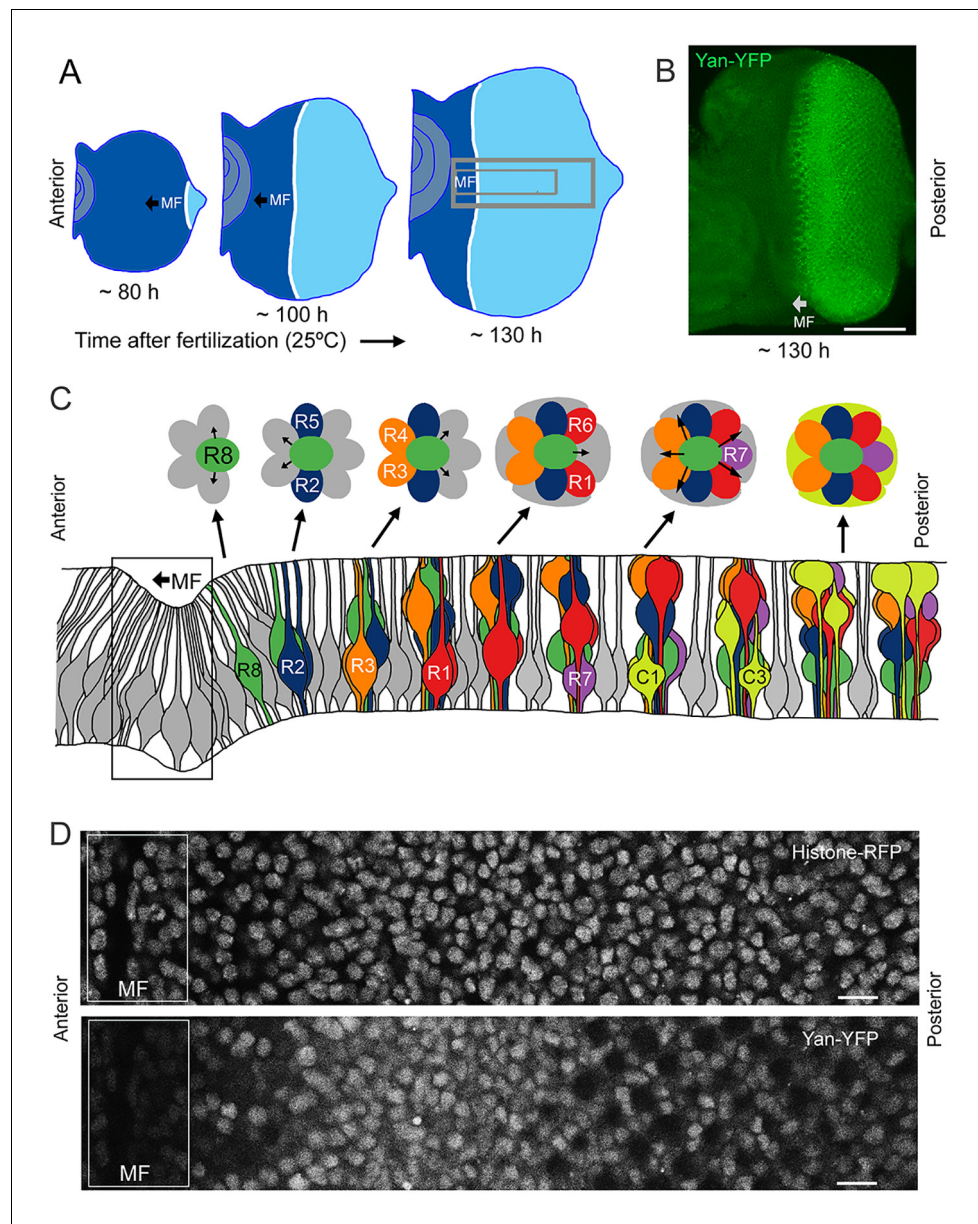 A
Anterior
MF
MF
MF
~ 80 h
~ 100 h
~ 130 h
Time after fertilization (25ºC)
B
Yan-YFP
MF
~ 130 h
Posterior
C
Anterior
R8
R5
R2
R4
R3
R6
R1
R7
Posterior
MF
R8
R2
R3
R1
R7
C1
C3
D
Anterior
Histone-RFP
MF
Posterior
Yan-YFP
MF